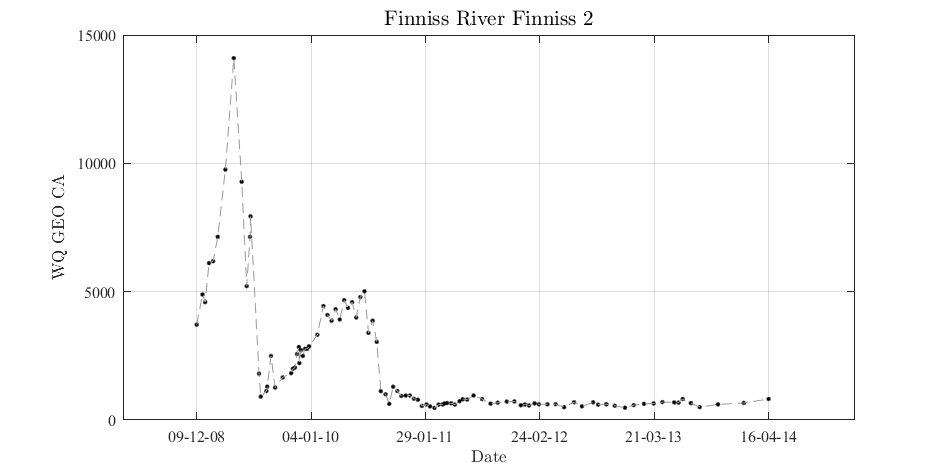 Finniss River Finniss 2
15000
10000
5000
0
WQ GEO CA
09-12-08 04-01-10 29-01-11 24-02-12 21-03-13 16-04-14
Date